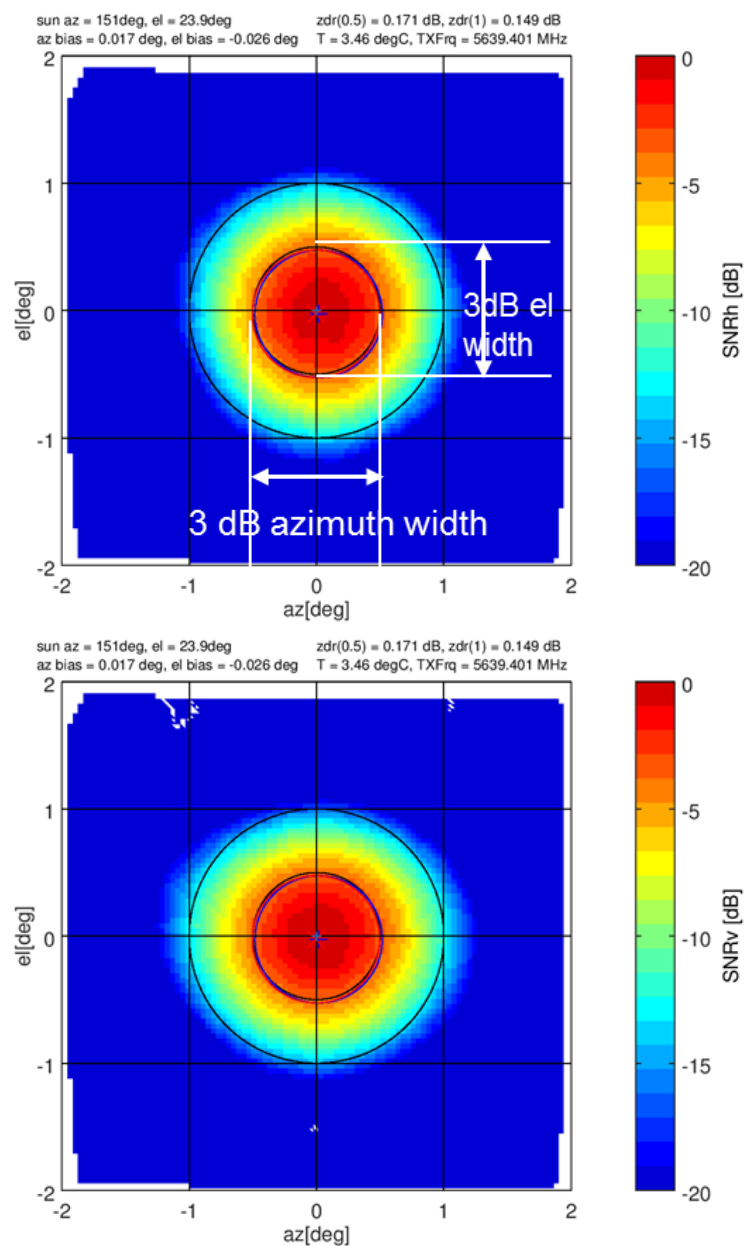 sun az = 151deg, el = 23.9deg zdr(0.5) = 0.171 dB, zdr(1) = 0.149 dB
az bias = 0.017 deg, el bias = -0.026 deg T = 3.46 degC, TXFrq = 5639.401 MHz
2
1
0
-1
-2
el[deg]
-2 -1 0 1 2
az[deg]
3dB el
width
3 dB azimuth width
0
-5
-10
-15
-20
SNRh [dB]
sun az = 151deg, el = 23.9deg zdr(0.5) = 0.171 dB, zdr(1) = 0.149 dB
az bias = 0.017 deg, el bias = -0.026 deg T = 3.46 degC, TXFrq = 5639.401 MHz
2
1
0
-1
-2
el[deg]
-2 -1 0 1 2
az[deg]
0
-5
-10
-15
-20
SNRv [dB]